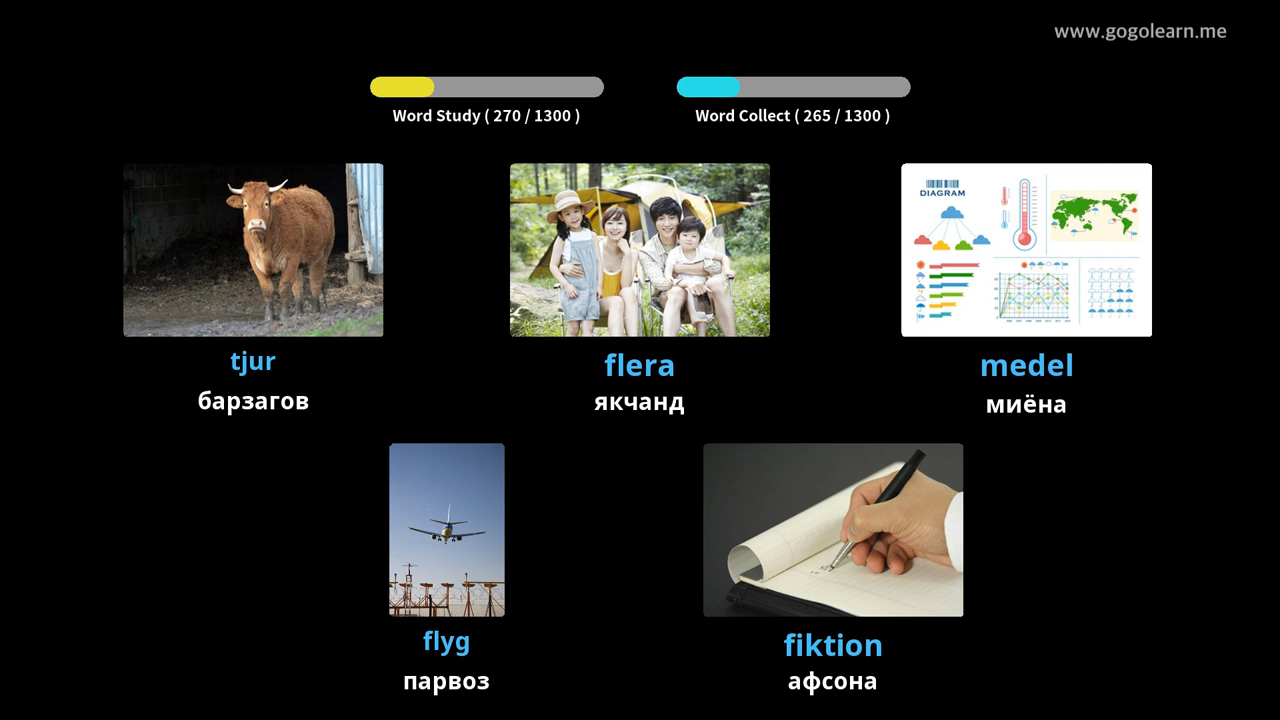 www.gogolearn.me
Word Study ( 270 / 1300 )
Word Collect ( 265 / 1300 )
DIAGRAM
tjur
flera
medel
барзагов
якчанд
миёна
flyg
fiktion
парвоз
афсона